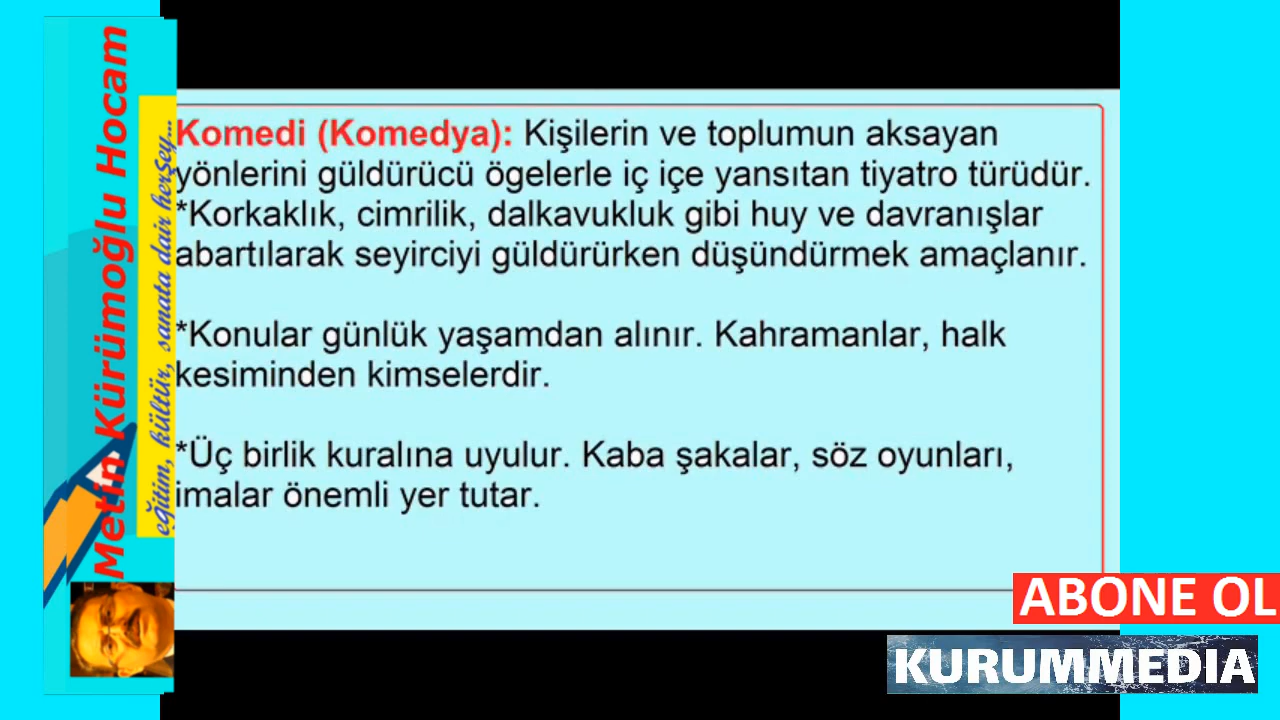 Metin Kürümoğlu Hocam
eğitim, kültür, sanata dair herşey...
Komedi (Komedya): Kişilerin ve toplumun aksayan
yönlerini güldürücü ögelerle iç içe yansıtan tiyatro türüdür.
*Korkaklık, cimrilik, dalkavukluk gibi huy ve davranışlar
abartılarak seyirciyi güldürürken düşündürmek amaçlanır.
*Konular günlük yaşamdan alınır. Kahramanlar, halk
kesiminden kimselerdir.
*Üç birlik kuralına uyulur. Kaba şakalar, söz oyunları,
imalar önemli yer tutar.
ABONE OL
KURUMMEDIA